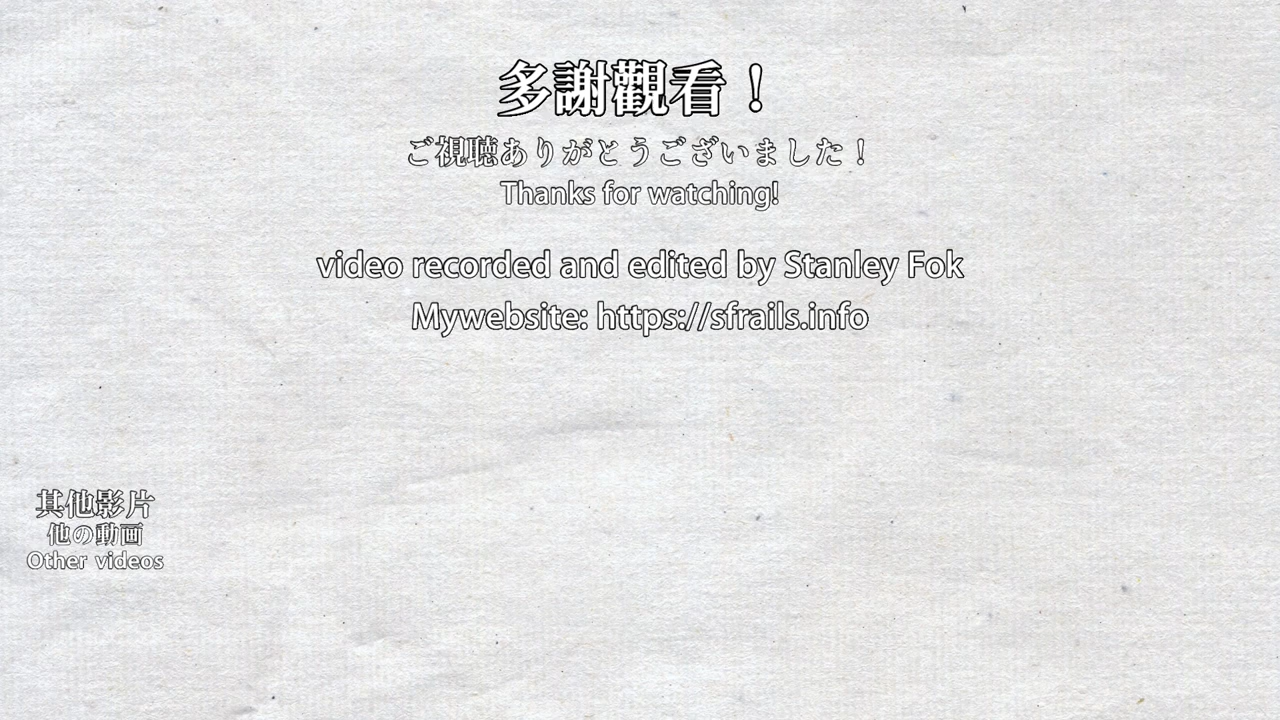 多謝觀看！
ご視聴ありがとうございました！
Thanks for watching!
video recorded and edited by Stanley Fok
Mywebsite: https://sfrails.info
其他影片
他の動画
Other videos